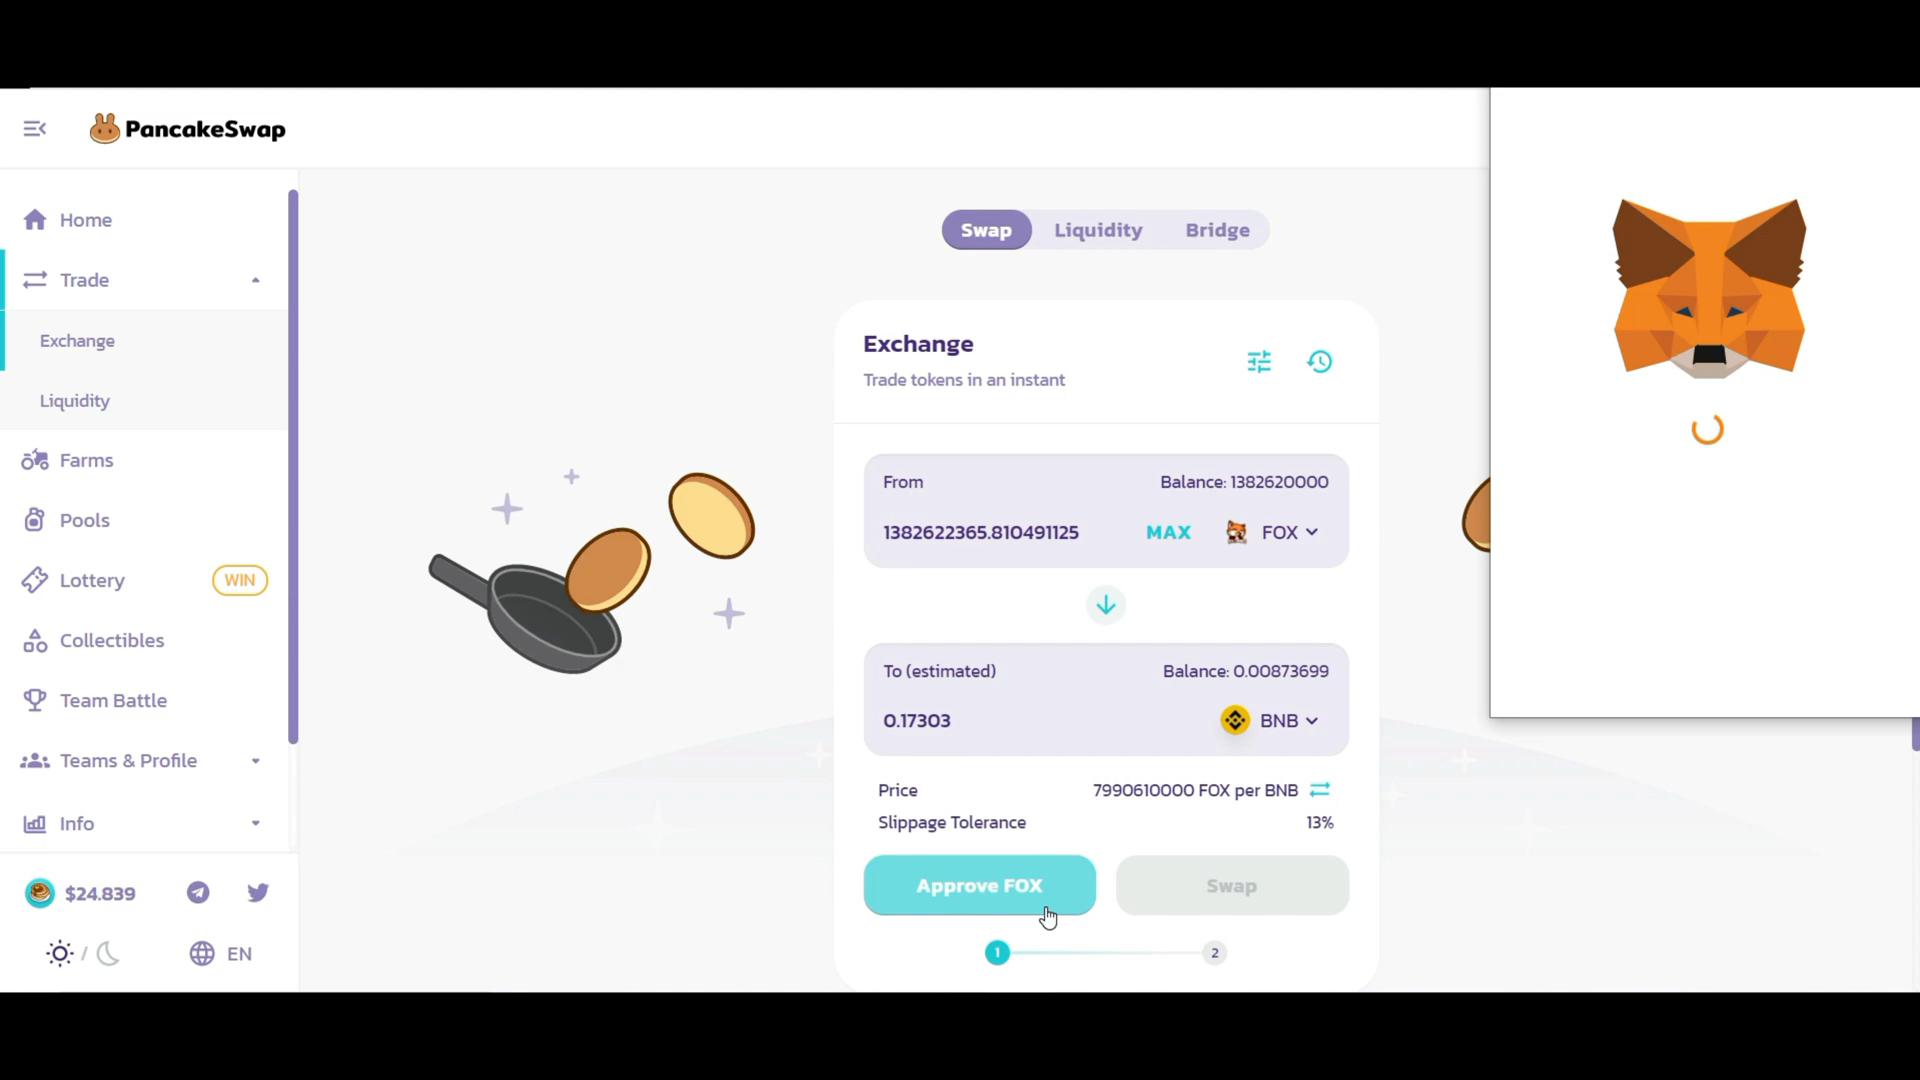 PancakeSwap
Home
Trade
Exchange
Liquidity
Farms
Pools
Lottery WIN
Collectibles
Team Battle
Teams & Profile
Info
$24.839
/ EN
Swap Liquidity Bridge
Exchange
Trade tokens in an instant
From Balance: 1382620000
1382622365.810491125 MAX FOX
To (estimated) Balance: 0.00873699
0.17303 BNB
Price 7990610000 FOX per BNB
Slippage Tolerance 13%
Approve FOX Swap
1 2